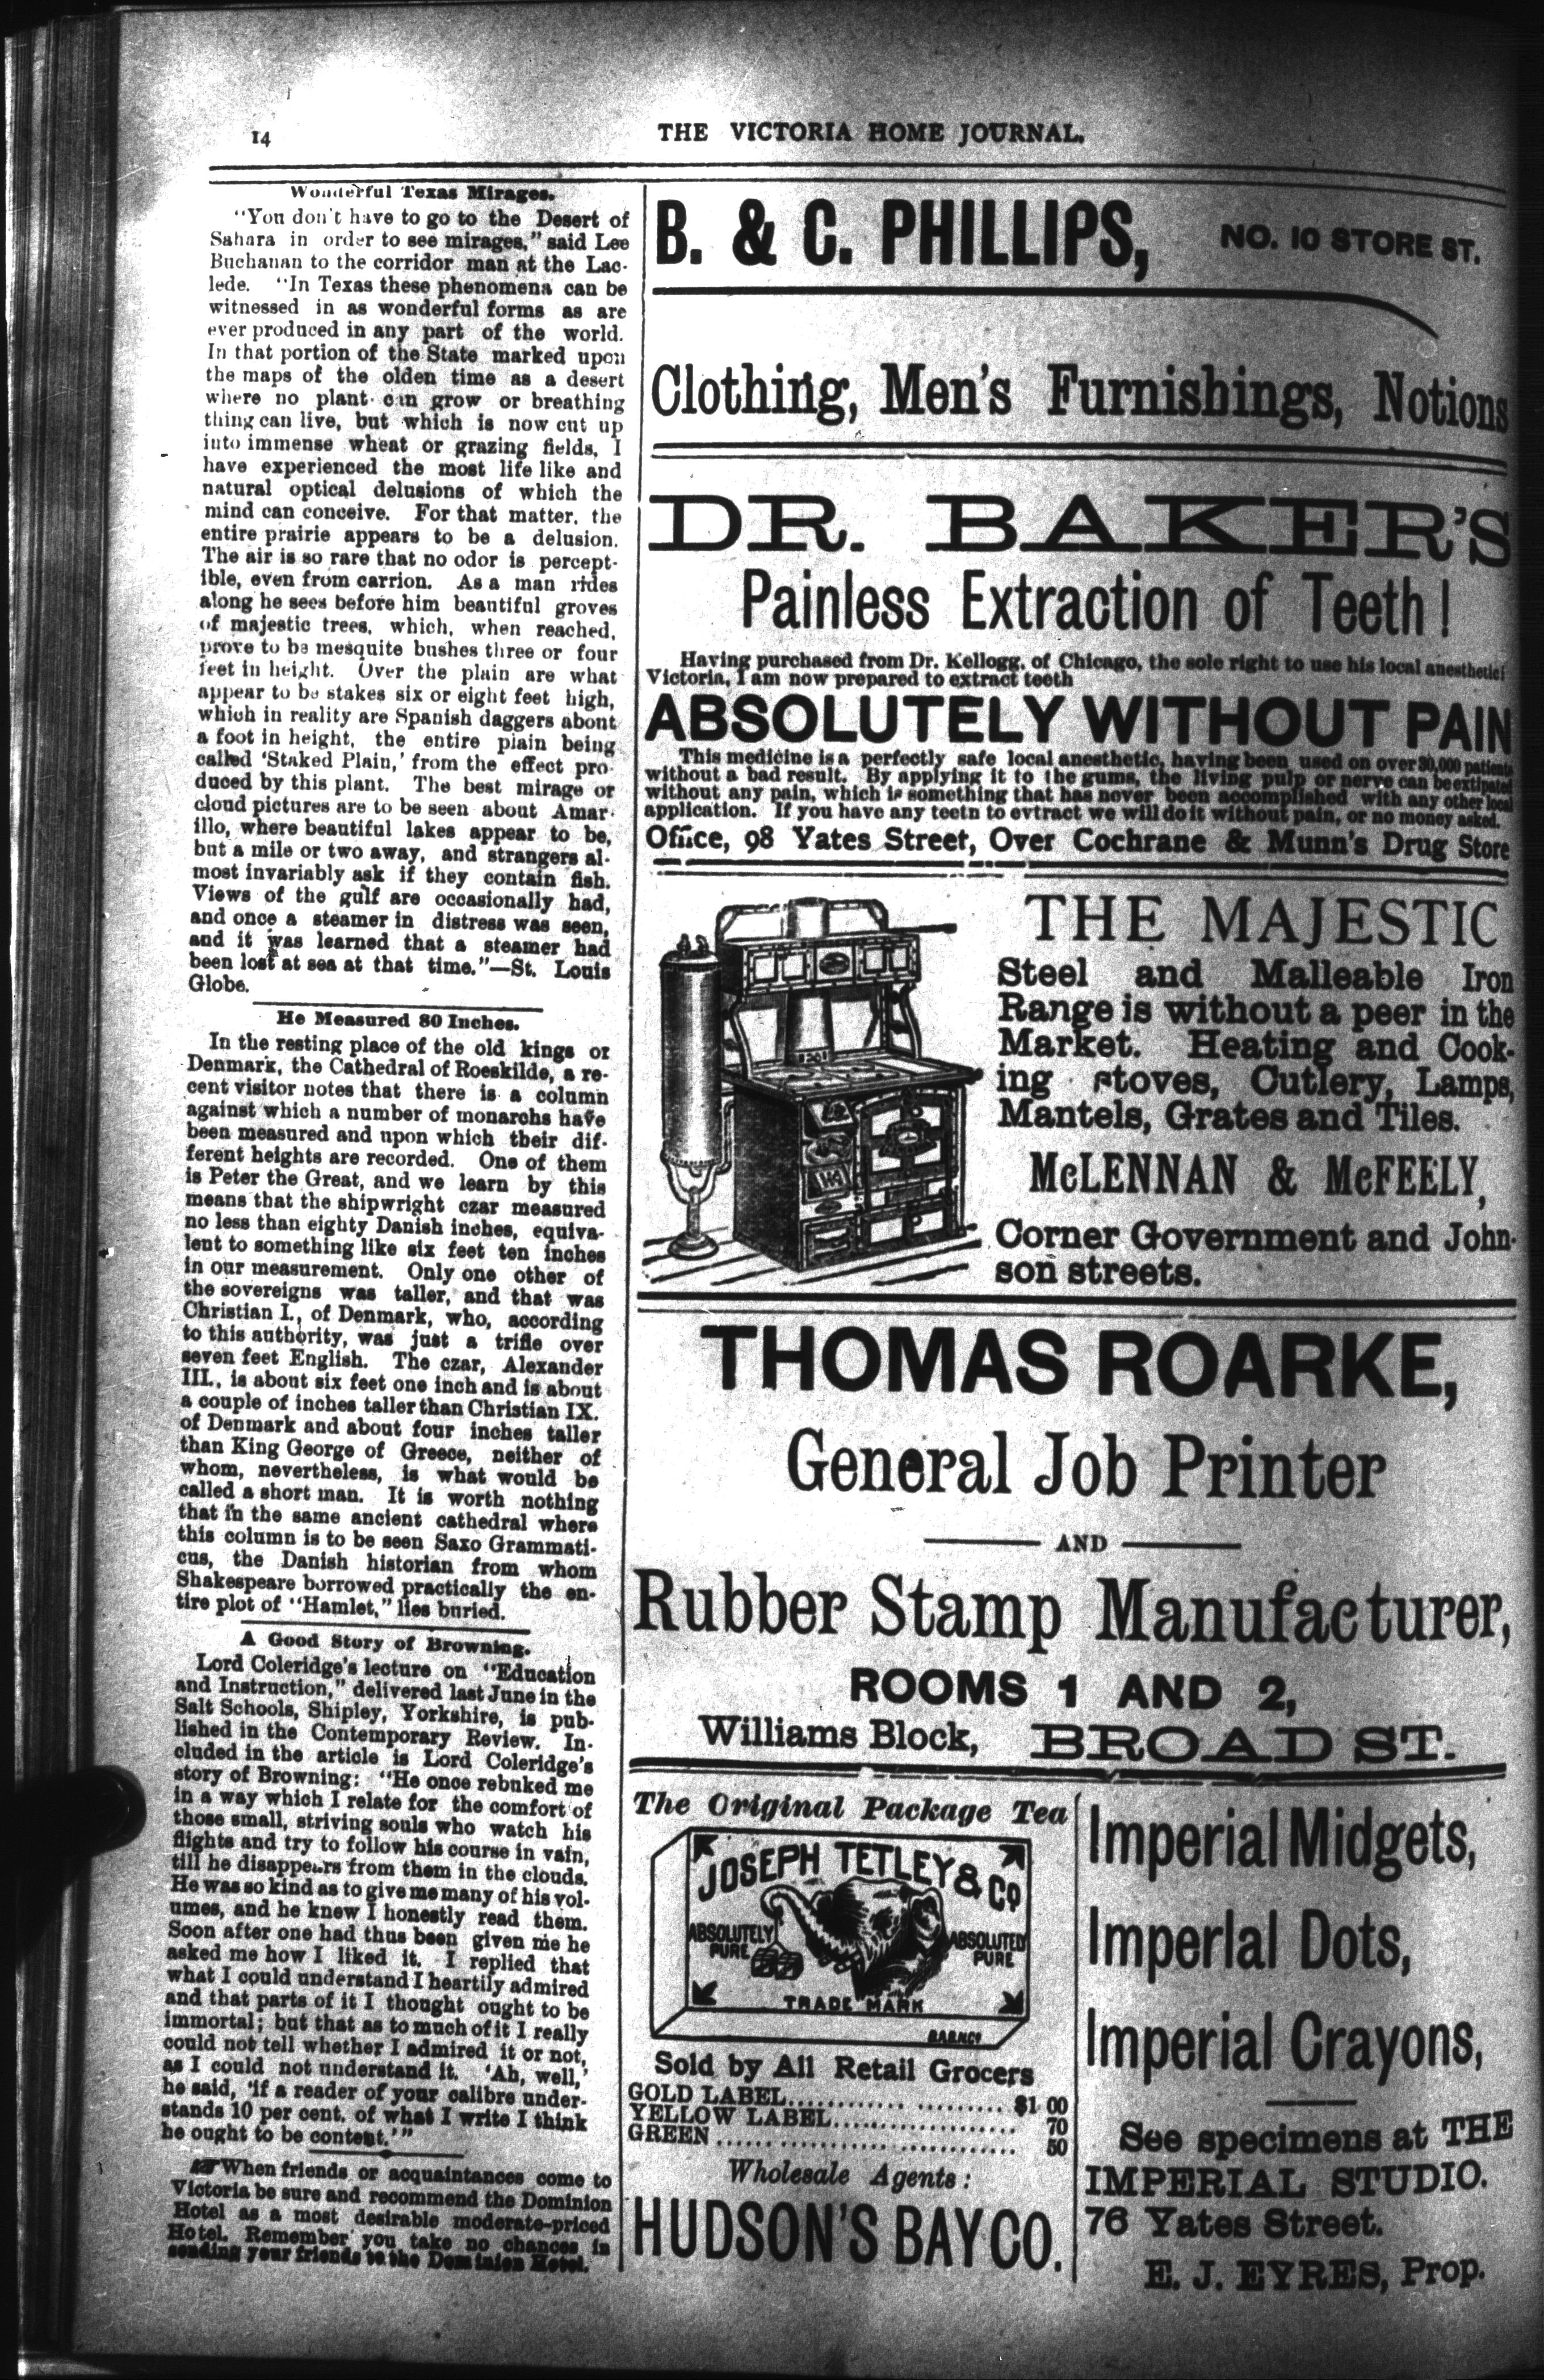 14
THE VICTORIA HOME JOURNAL.
Wonderful Texas Mirages.
"You don't have to go to the Desert of
Sahara in order to see mirages," said Lee
Buchanan to the corridor man at the Lac-
lede. "In Texas these phenomena can be
witnessed in as wonderful forms as are
ever produced in any part of the world.
In that portion of the State marked upon
the maps of the olden time as a desert
where no plant can grow or breathing
thing can live, but which is now cut up
into immense wheat or grazing fields, I
have experienced the most life like and
natural optical delusions of which the
mind can conceive. For that matter, the
entire prairie appears to be a delusion.
The air is so rare that no odor is percept-
ible, even from carrion. As a man rides
along he sees before him beautiful groves
of majestic trees, which, when reached,
prove to be mesquite bushes three or four
feet in height. Over the plain are what
appear to be stakes six or eight feet high,
which in reality are Spanish daggers about
a foot in height, the entire plain being
called 'Staked Plain,' from the effect pro-
duced by this plant. The best mirage or
cloud pictures are to be seen about Amar-
illo, where beautiful lakes appear to be,
but a mile or two away, and strangers al-
most invariably ask if they contain fish.
Views of the gulf are occasionally had,
and once a steamer in distress was seen,
and it was learned that a steamer had
been lost at sea at that time."—St. Louis
Globe.
He Measured 80 Inches.
In the resting place of the old kings of
Denmark, the Cathedral of Roeskilde, a re-
cent visitor notes that there is a column
against which a number of monarchs have
been measured and upon which their dif-
ferent heights are recorded. One of them
is Peter the Great, and we learn by this
means that the shipwright czar measured
no less than eighty Danish inches, equiva-
lent to something like six feet ten inches
in our measurement. Only one other of
the sovereigns was taller, and that was
Christian I., of Denmark, who, according
to this authority, was just a trifle over
seven feet English. The czar, Alexander
III., is about six feet one inch and is about
a couple of inches taller than Christian IX.
of Denmark and about four inches taller
than King George of Greece, neither of
whom, nevertheless, is what would be
called a short man. It is worth nothing
that in the same ancient cathedral where
this column is to be seen Saxo Grammati-
cus, the Danish historian from whom
Shakespeare borrowed practically the en-
tire plot of "Hamlet," lies buried.
A Good Story of Browning.
Lord Coleridge's lecture on "Education
and Instruction," delivered last June in the
Salt Schools, Shipley, Yorkshire, is pub-
lished in the Contemporary Review. In-
cluded in the article is Lord Coleridge's
story of Browning: "He once rebuked me
in a way which I relate for the comfort of
those small, striving souls who watch his
flights and try to follow his course in vain,
till he disappears from them in the clouds.
He was so kind as to give me many of his vol-
umes, and he knew I honestly read them.
Soon after one had thus been given me he
asked me how I liked it. I replied that
what I could understand I heartily admired
and that parts of it I thought ought to be
immortal; but that as to much of it I really
could not tell whether I admired it or not,
as I could not understand it. 'Ah, well,'
he said, 'if a reader of your calibre under-
stands 10 per cent. of what I write I think
he ought to be content.'"
☞When friends or acquaintances come to
Victoria be sure and recommend the Dominion
Hotel as a most desirable moderate-priced
Hotel. Remember you take no chances in
sending your friends to the Dominion Hotel.
B. & C. PHILLIPS, NO. 10 STORE ST.
Clothing, Men's Furnishings, Notions
DR. BAKER'S
Painless Extraction of Teeth!
Having purchased from Dr. Kellogg, of Chicago, the sole right to use his local anesthetic i
Victoria, I am now prepared to extract teeth
ABSOLUTELY WITHOUT PAIN
This medicine is a perfectly safe local anesthetic, having been used on over 30,000 patients
without a bad result. By applying it to the gums, the living pulp or nerve can be extipated
without any pain, which is something that has never been accomplished with any other local
application. If you have any teetn to evtract we will do it without pain, or no money asked.
Office, 98 Yates Street, Over Cochrane & Munn's Drug Store
THE MAJESTIC
Steel and Malleable Iron
Range is without a peer in the
Market. Heating and Cook-
ing stoves, Cutlery, Lamps,
Mantels, Grates and Tiles.
McLENNAN & McFEELY,
Corner Government and John-
son streets.
THOMAS ROARKE,
General Job Printer
AND
Rubber Stamp Manufacturer,
ROOMS 1 AND 2,
Williams Block, BROAD ST.
The Original Package Tea
JOSEPH TETLEY & CO
ABSOLUTELY PURE
ABSOLUTELY PURE
TRADE MARK
Sold by All Retail Grocers
GOLD LABEL.................... $1 00
YELLOW LABEL.................... 70
GREEN.................... 50
Wholesale Agents:
HUDSON'S BAY CO.
Imperial Midgets,
Imperial Dots,
Imperial Crayons,
See specimens at THE
IMPERIAL STUDIO.
76 Yates Street.
E. J. EYRES, Prop.